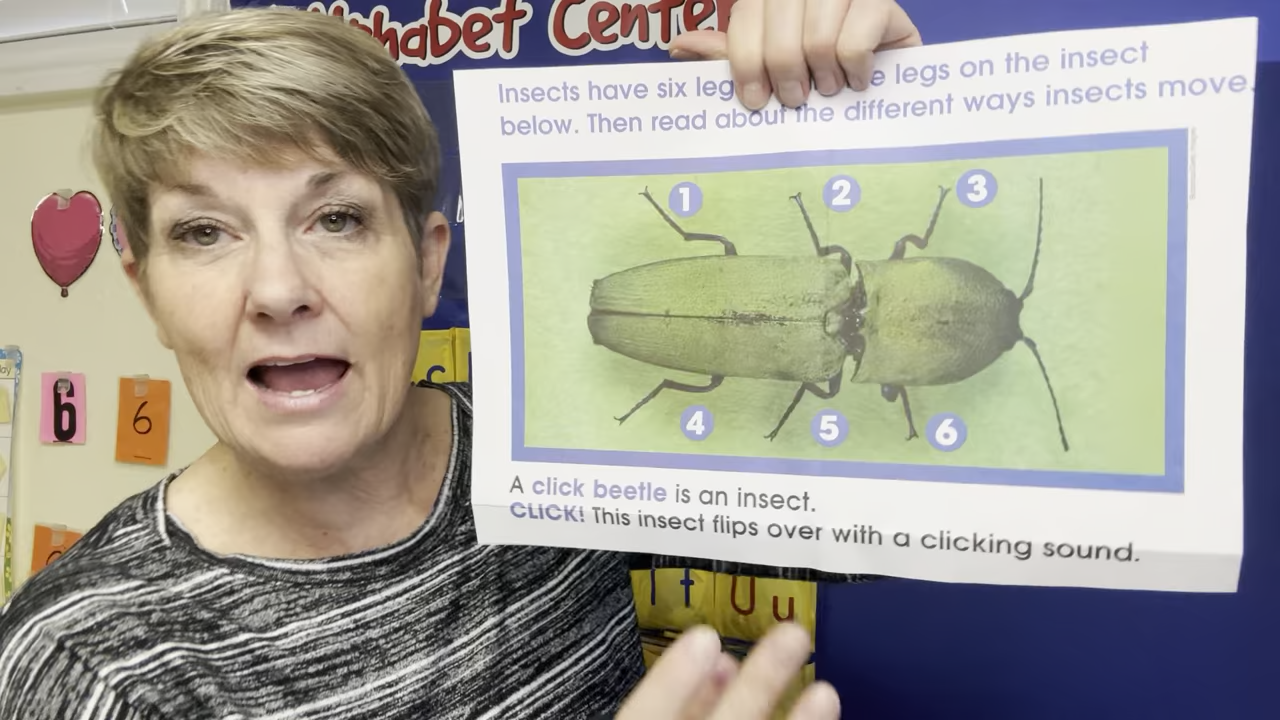 Alphabet Center
Insects have six leg e legs on the insect
below. Then read about the different ways insects move.
1 2 3
4 5 6
A click beetle is an insect.
CLICK! This insect flips over with a clicking sound.
6 6
U u